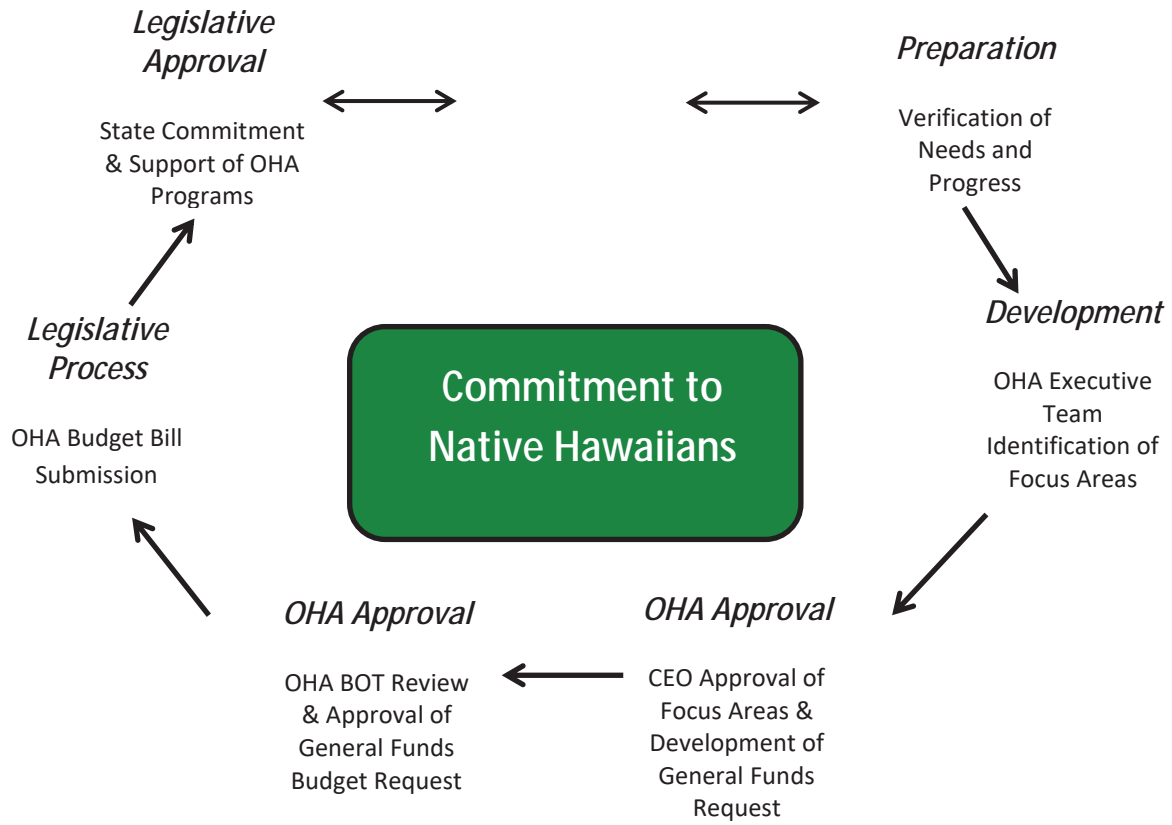 Legislative
Approval
State Commitment
& Support of OHA
Programs
Preparation
Verification of
Needs and
Progress
Development
OHA Executive
Team
Identification of
Focus Areas
OHA Approval
CEO Approval of
Focus Areas &
Development of
General Funds
Request
OHA Approval
OHA BOT Review
& Approval of
General Funds
Budget Request
Legislative
Process
OHA Budget Bill
Submission
Commitment to
Native Hawaiians